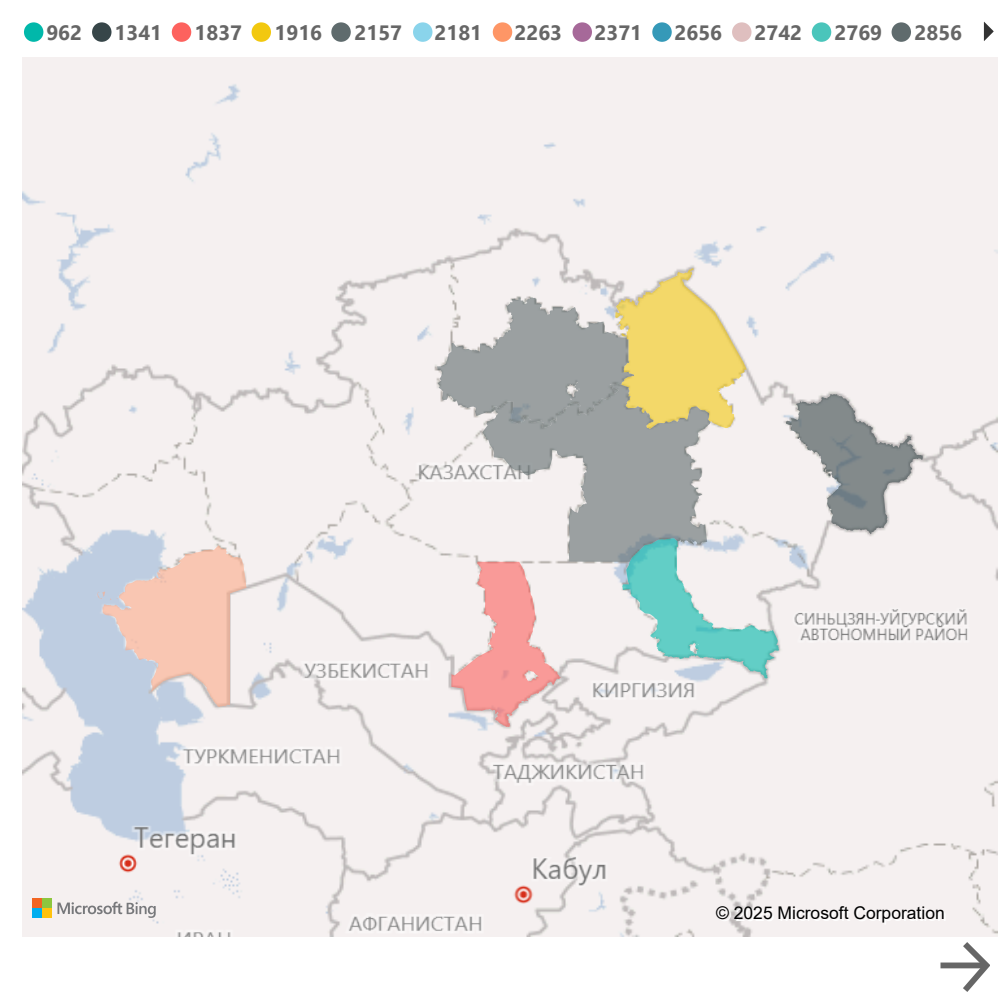 962 1341 1837 1916 2157 2181 2263 2371 2656 2742 2769 2856
КАЗАХСТАН
СИНЬЦЗЯН-УЙГУРСКИЙ
АВТОНОМНЫЙ РАЙОН
УЗБЕКИСТАН
КИРГИЗИЯ
ТУРКМЕНИСТАН
ТАДЖИКИСТАН
Тегеран
Кабул
Microsoft Bing
© 2025 Microsoft Corporation
АФГАНИСТАН
ИРАН